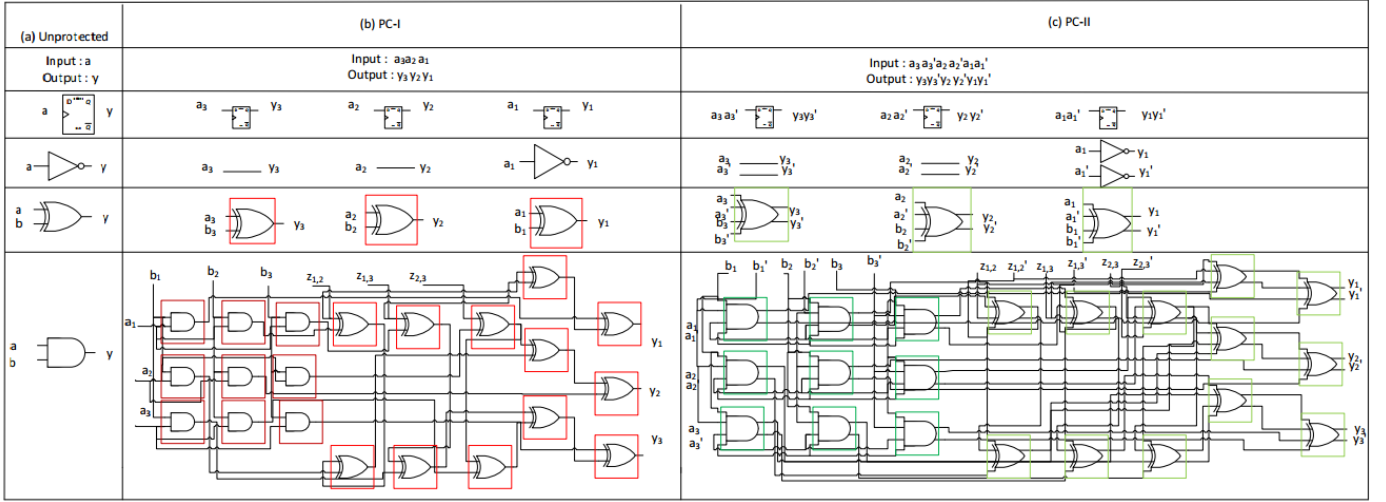 (a) Unprotected
(b) PC-I
(c) PC-II
Input : a
Output : y
Input : a₃a₂ a₁
Output : y₃ y₂ y₁
Input : a₃ a₃'a₂ a₂'a₁a₁'
Output : y₃y₃'y₂ y₂'y₁y₁'
a y
a₃ y₃ a₂ y₂ a₁ y₁
a₃ a₃' y₃y₃' a₂ a₂' y₂ y₂' a₁a₁' y₁y₁'
a y
a₃ y₃ a₂ y₂ a₁ y₁
a₃ y₃ a₂ y₂ a₁ y₁
a₃' y₃' a₂' y₂' a₁' y₁'
a
b y
a₃
b₃ y₃
a₂
b₂ y₂
a₁
b₁ y₁
a₃
a₃'
b₃
b₃'
y₃
y₃'
a₂
a₂'
b₂
b₂'
y₂
y₂'
a₁
a₁'
b₁
b₁'
y₁
y₁'
a
b y
b₁ b₂ b₃ z₁,₂ z₁,₃ z₂,₃
a₁
a₂
a₃
y₁
y₂
y₃
b₁ b₁' b₂ b₂' b₃ b₃' z₁,₂ z₁,₂' z₁,₃ z₁,₃' z₂,₃ z₂,₃'
a₁
a₁'
a₂
a₂'
a₃
a₃'
y₁
y₁'
y₂
y₂'
y₃
y₃'